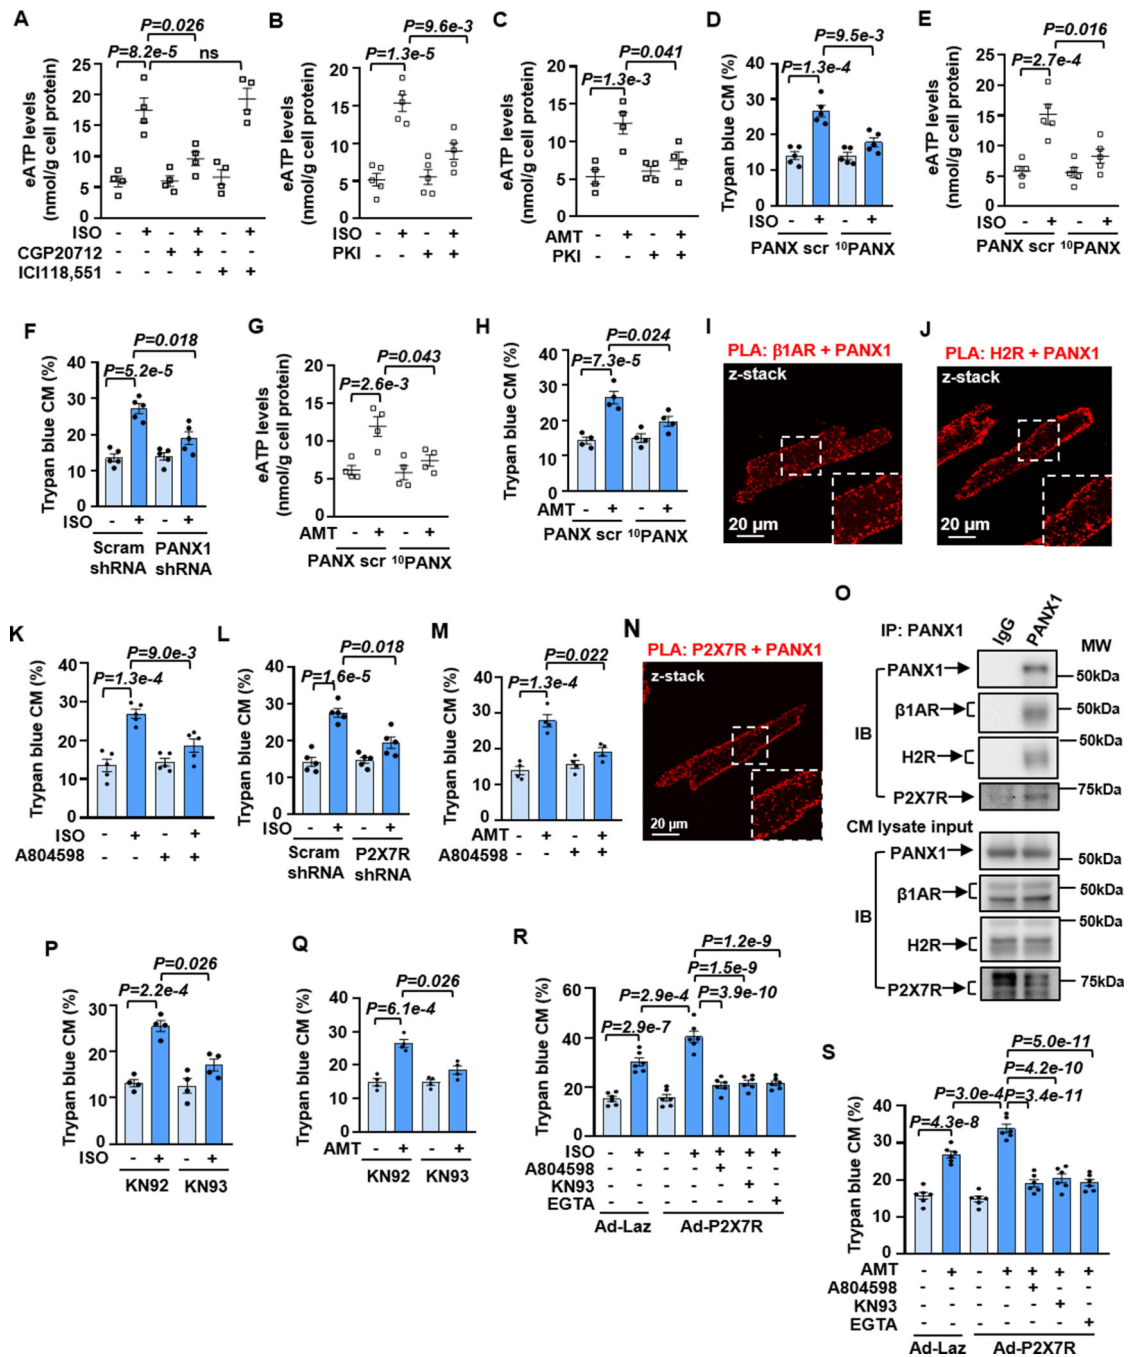 A
P=0.026
P=8.2e-5
ns
eATP levels
(nmol/g cell protein)
25
20
15
10
5
0
ISO - + - + - +
CGP20712 - - + + - -
ICI118,551 - - - - + +
B
P=9.6e-3
P=1.3e-5
eATP levels
(nmol/g cell protein)
20
15
10
5
0
ISO - + - +
PKI - - + +
C
P=0.041
P=1.3e-3
eATP levels
(nmol/g cell protein)
20
15
10
5
0
AMT - + - +
PKI - - + +
D
P=9.5e-3
P=1.3e-4
Trypan blue CM (%)
40
30
20
10
0
ISO - + - +
PANX scr ¹⁰PANX
E
P=0.016
P=2.7e-4
eATP levels
(nmol/g cell protein)
25
20
15
10
5
0
ISO - + - +
PANX scr ¹⁰PANX
F
P=0.018
P=5.2e-5
Trypan blue CM (%)
40
30
20
10
0
ISO - + - +
Scram PANX1
shRNA shRNA
G
P=0.043
P=2.6e-3
eATP levels
(nmol/g cell protein)
20
15
10
5
0
AMT - + - +
PANX scr ¹⁰PANX
H
P=0.024
P=7.3e-5
Trypan blue CM (%)
40
30
20
10
0
AMT - + - +
PANX scr ¹⁰PANX
I
PLA: β1AR + PANX1
z-stack
20 µm
J
PLA: H2R + PANX1
z-stack
20 µm
K
P=9.0e-3
P=1.3e-4
Trypan blue CM (%)
40
30
20
10
0
ISO - + - +
A804598 - - + +
L
P=0.018
P=1.6e-5
Trypan blue CM (%)
40
30
20
10
0
ISO - + - +
Scram P2X7R
shRNA shRNA
M
P=0.022
P=1.3e-4
Trypan blue CM (%)
40
30
20
10
0
AMT - + - +
A804598 - - + +
N
PLA: P2X7R + PANX1
z-stack
20 µm
O
IP: PANX1
IgG
PANX1
MW
IB
PANX1
50kDa
β1AR
50kDa
H2R
50kDa
P2X7R
75kDa
CM lysate input
IB
PANX1
50kDa
β1AR
50kDa
50kDa
H2R
P2X7R
75kDa
P
P=0.026
P=2.2e-4
Trypan blue CM (%)
30
20
10
0
ISO - + - +
KN92 KN93
Q
P=0.026
P=6.1e-4
Trypan blue CM (%)
40
30
20
10
0
AMT - + - +
KN92 KN93
R
P=1.2e-9
P=1.5e-9
P=2.9e-4
P=3.9e-10
P=2.9e-7
Trypan blue CM (%)
60
40
20
0
ISO - + - + + + +
A804598 - - - - + - -
KN93 - - - - - + -
EGTA - - - - - - +
Ad-Laz Ad-P2X7R
S
P=5.0e-11
P=4.2e-10
P=3.0e-4
P=3.4e-11
P=4.3e-8
Trypan blue CM (%)
40
30
20
10
0
AMT - + - + + + +
A804598 - - - - + - -
KN93 - - - - - + -
EGTA - - - - - - +
Ad-Laz Ad-P2X7R